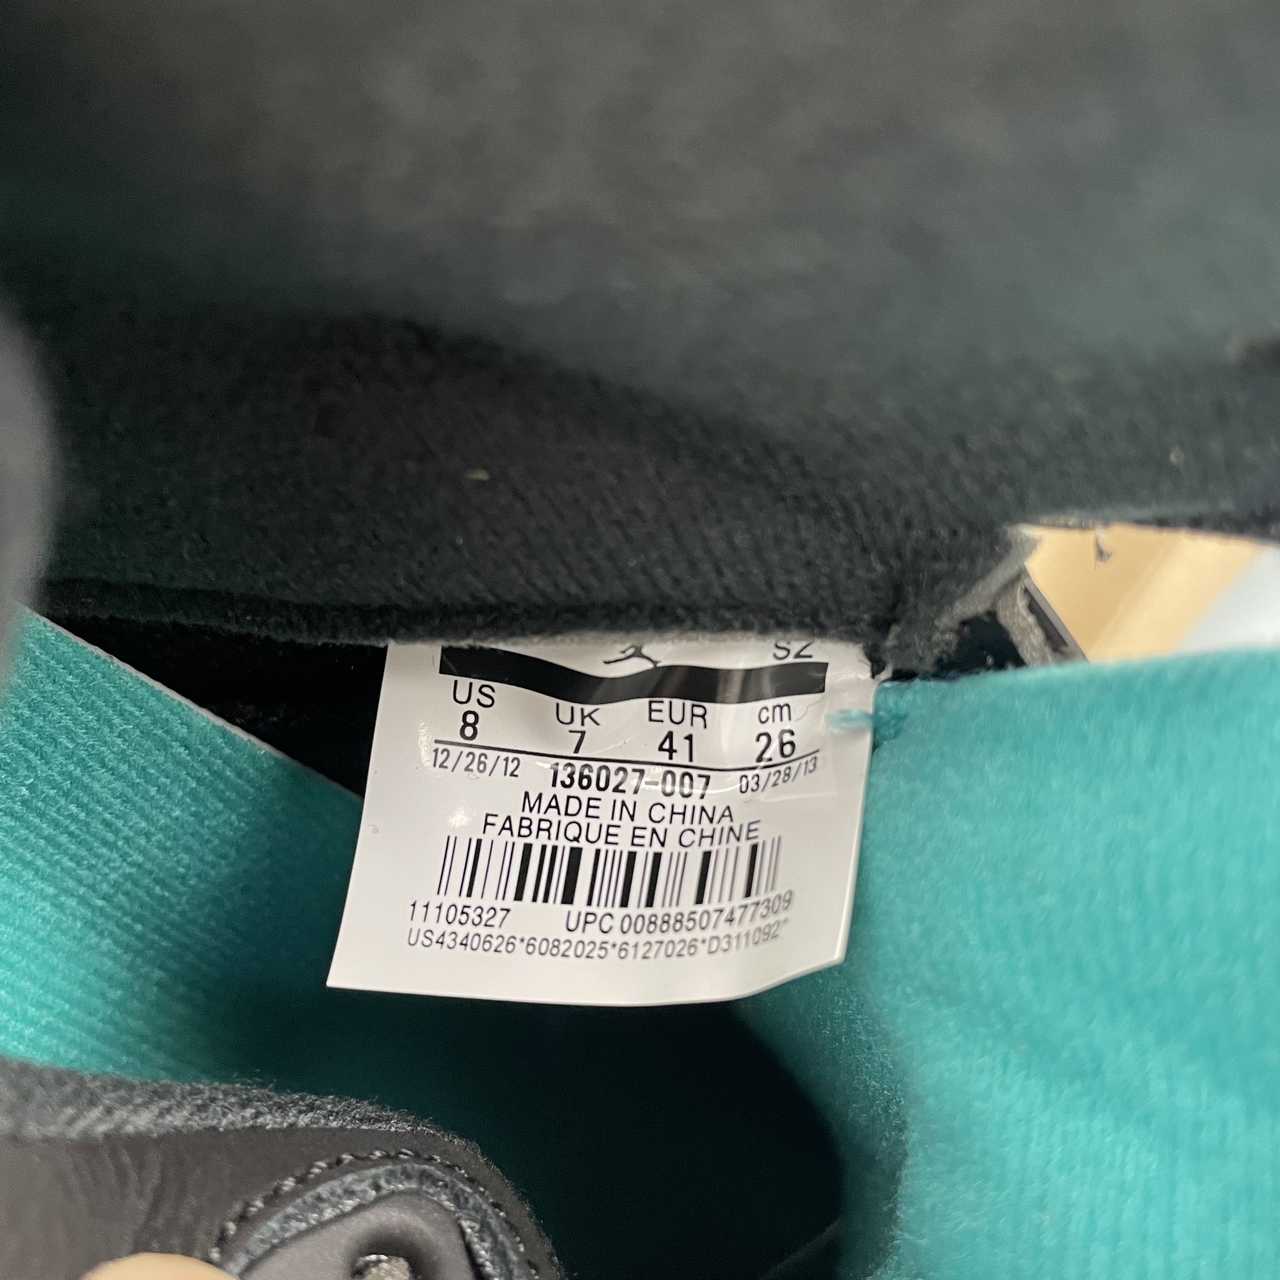 SZ
US UK EUR cm
8 7 41 26
12/26/12 136027-007 03/28/13
MADE IN CHINA
FABRIQUE EN CHINE
11105327 UPC 00888507477309
US4340626*6082025*6127026*D311092*